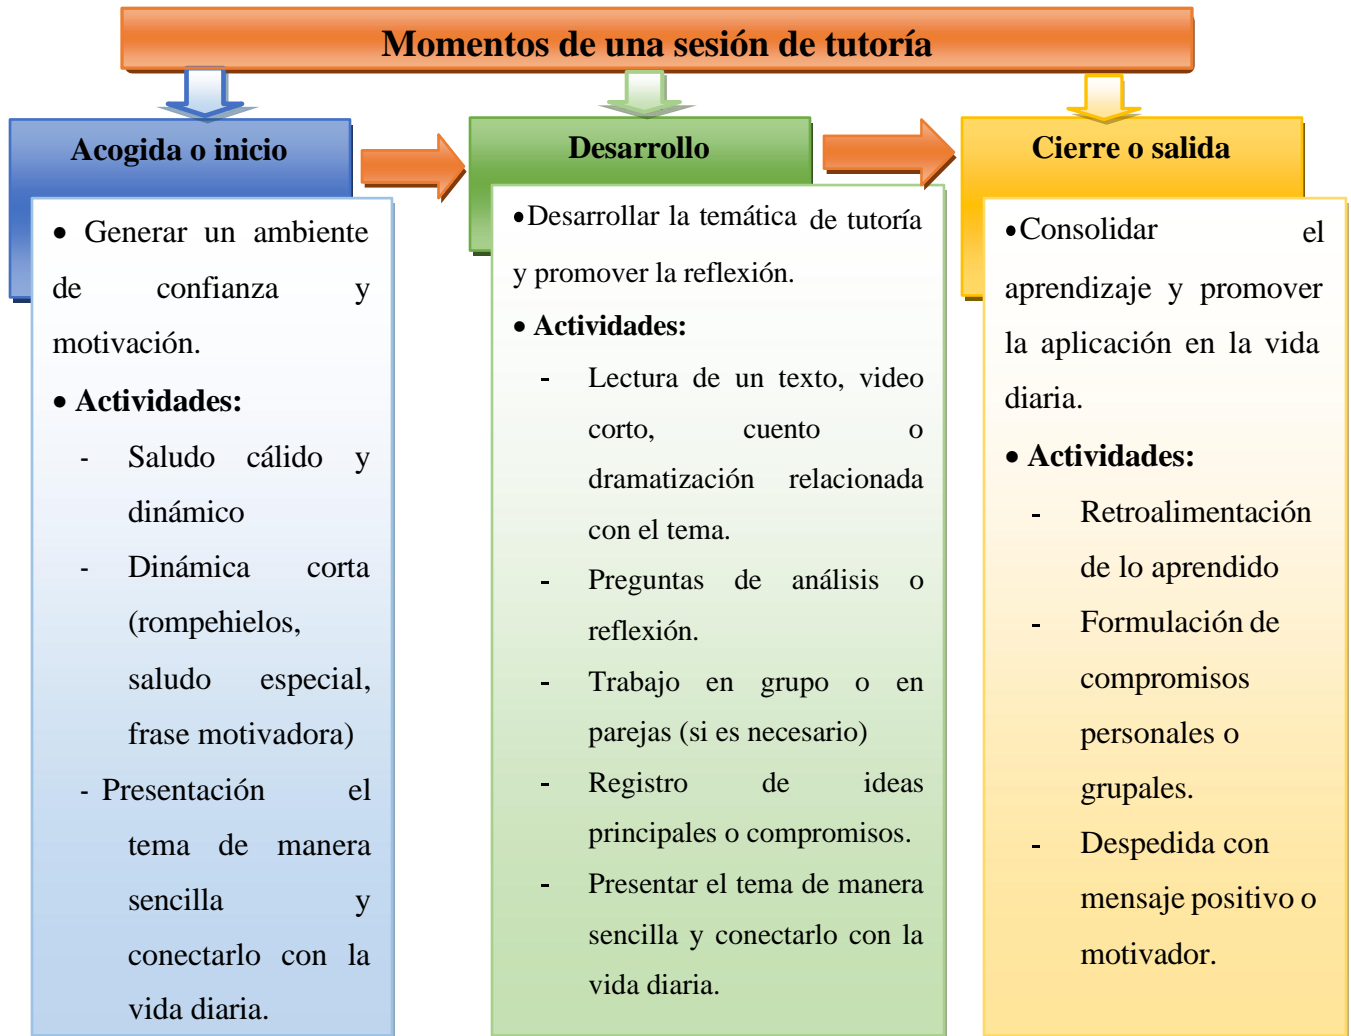 Momentos de una sesión de tutoría
Acogida o inicio
• Generar un ambiente
de confianza y
motivación.
• Actividades:
- Saludo cálido y
dinámico
- Dinámica corta
(rompehielos,
saludo especial,
frase motivadora)
- Presentación el
tema de manera
sencilla y
conectarlo con la
vida diaria.
Desarrollo
•Desarrollar la temática de tutoría
y promover la reflexión.
• Actividades:
- Lectura de un texto, video
corto, cuento o
dramatización relacionada
con el tema.
- Preguntas de análisis o
reflexión.
- Trabajo en grupo o en
parejas (si es necesario)
- Registro de ideas
principales o compromisos.
- Presentar el tema de manera
sencilla y conectarlo con la
vida diaria.
Cierre o salida
•Consolidar el
aprendizaje y promover
la aplicación en la vida
diaria.
• Actividades:
- Retroalimentación
de lo aprendido
- Formulación de
compromisos
personales o
grupales.
- Despedida con
mensaje positivo o
motivador.